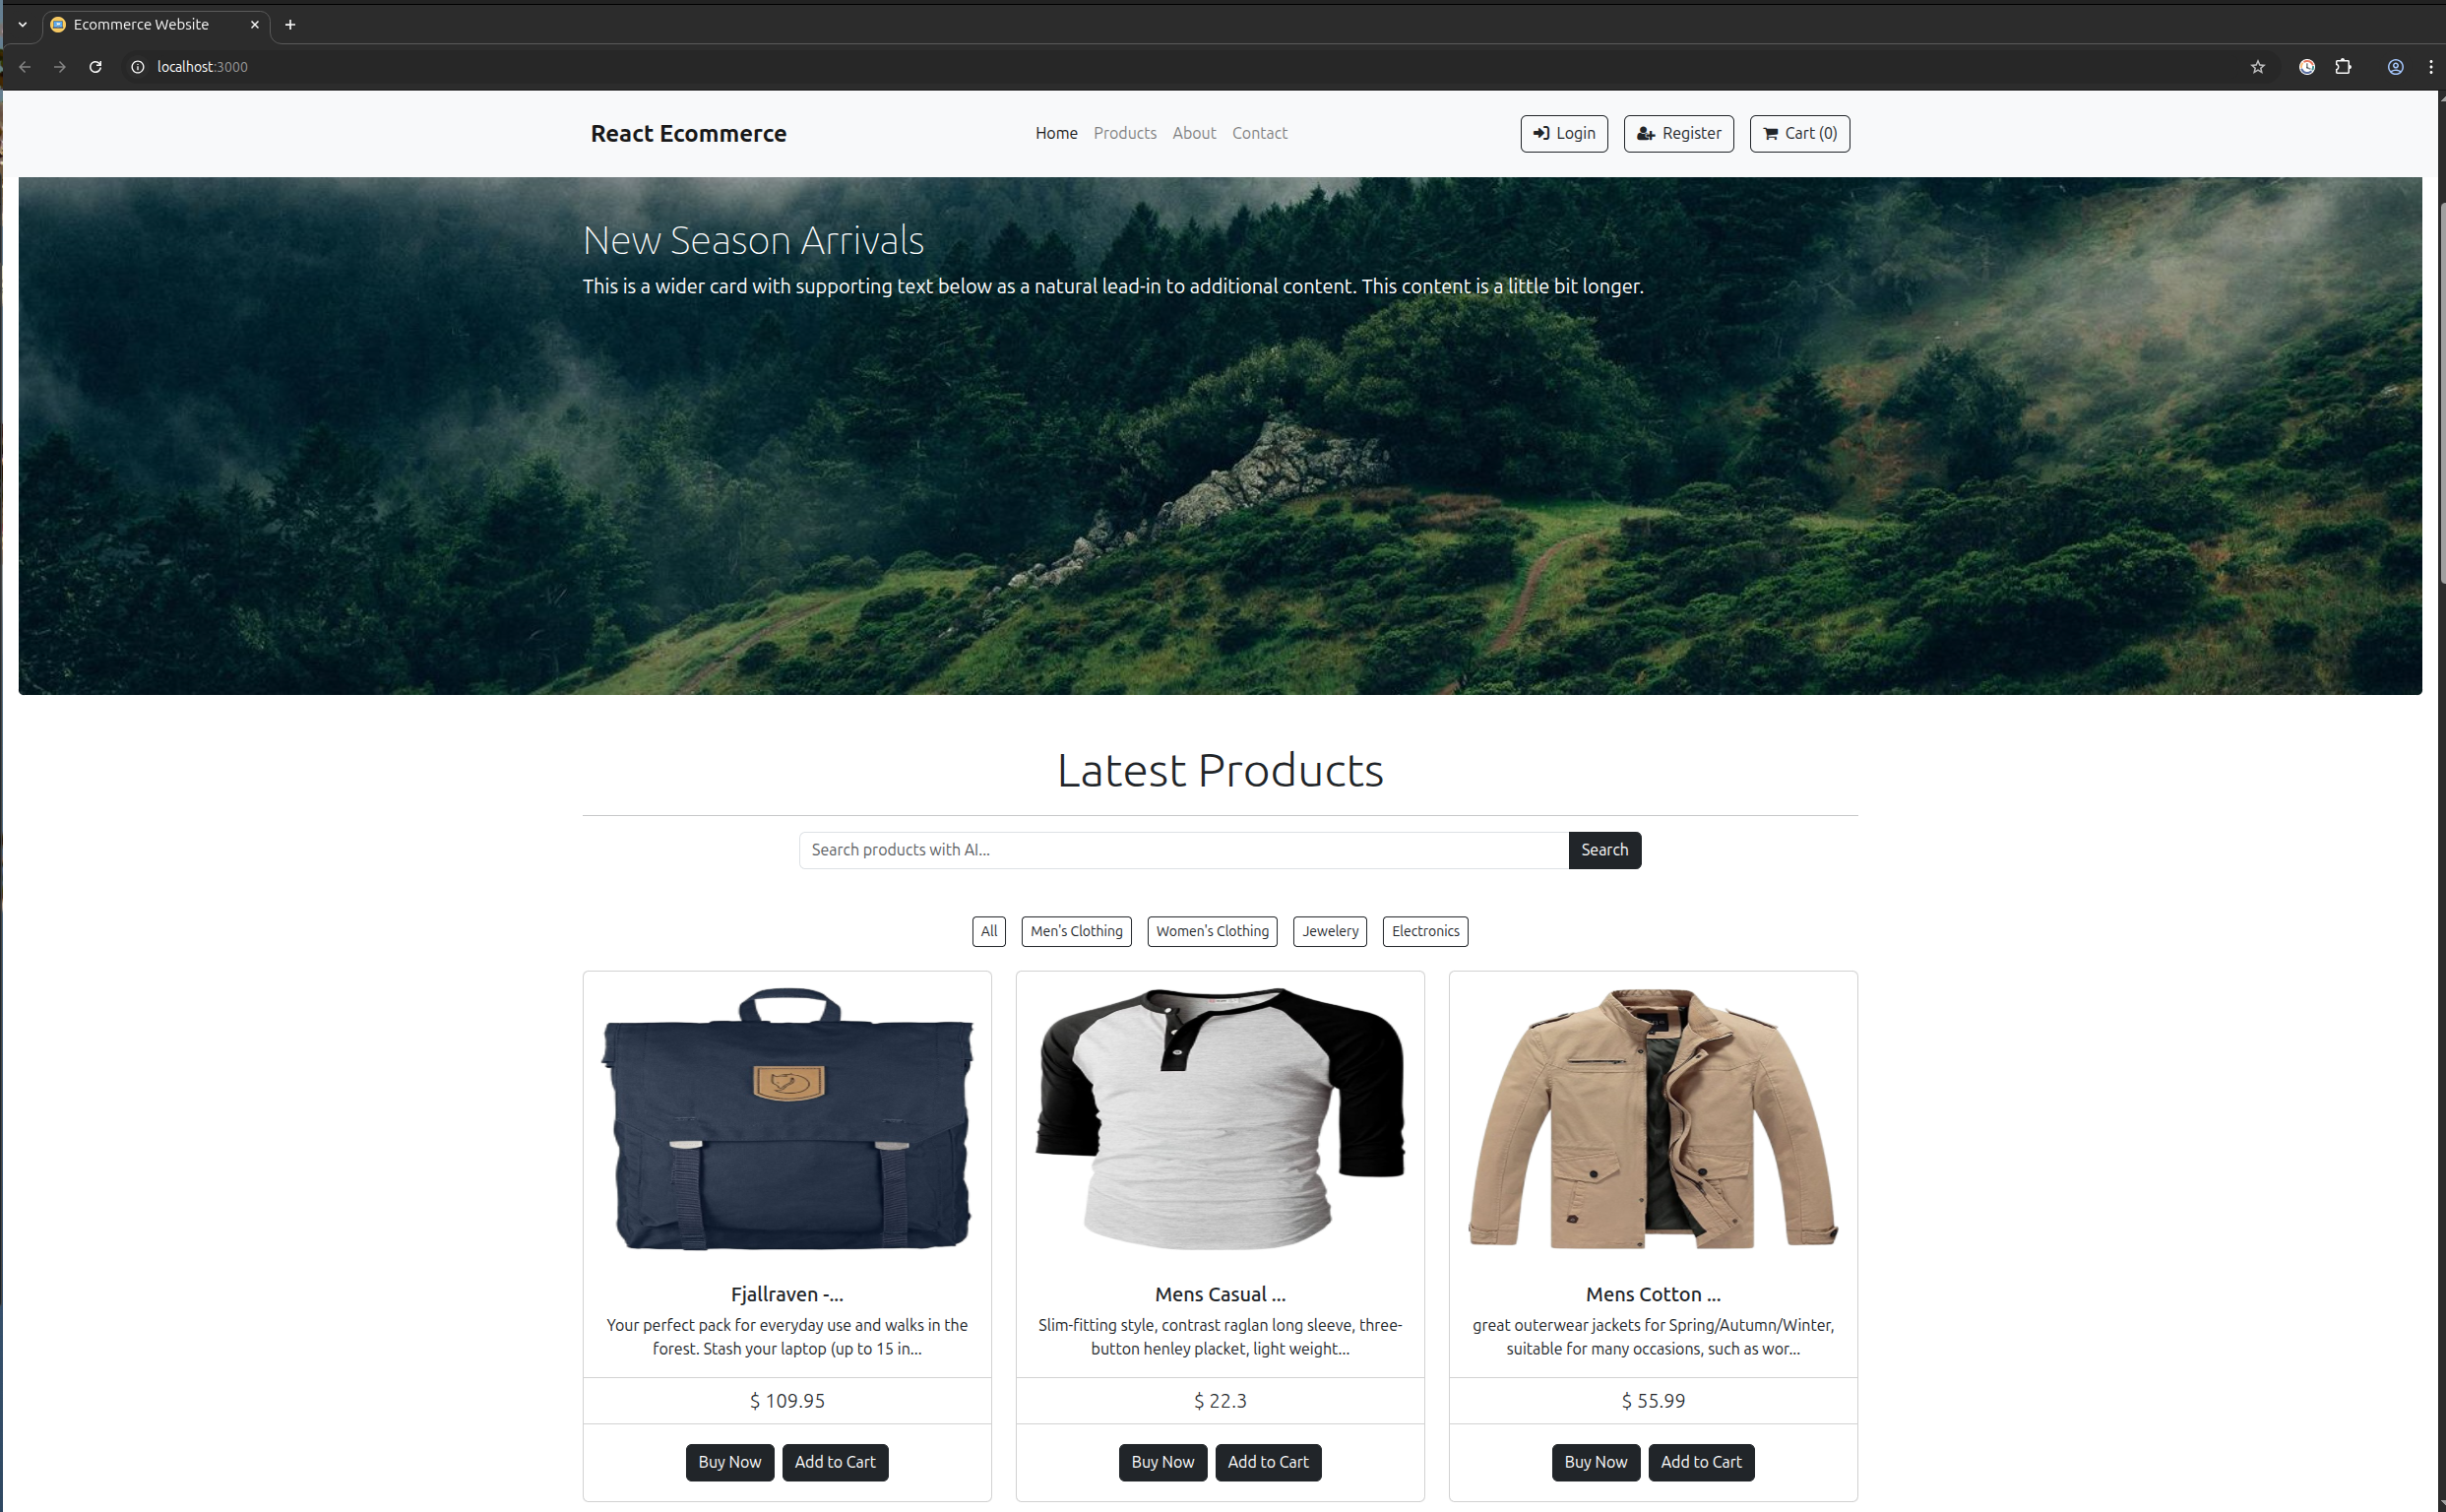 Ecommerce Website
localhost:3000
React Ecommerce
Home Products About Contact
Login Register Cart (0)
New Season Arrivals
This is a wider card with supporting text below as a natural lead-in to additional content. This content is a little bit longer.
Latest Products
Search products with AI... Search
All Men's Clothing Women's Clothing Jewelery Electronics
Fjallraven -...
Your perfect pack for everyday use and walks in the
forest. Stash your laptop (up to 15 in...
$ 109.95
Buy Now Add to Cart
Mens Casual ...
Slim-fitting style, contrast raglan long sleeve, three-
button henley placket, light weight...
$ 22.3
Buy Now Add to Cart
Mens Cotton ...
great outerwear jackets for Spring/Autumn/Winter,
suitable for many occasions, such as wor...
$ 55.99
Buy Now Add to Cart